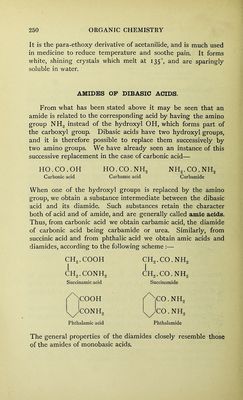 250 ORGANIC CHEMISTRY
It is the para-ethoxy derivative of acetanilide, and is much used
in medicine to reduce temperature and soothe pain. It forms
white, shining crystals which melt at 135°, and are sparingly
soluble in water.
AMIDES OF DIBASIC ACIDS.
From what has been stated above it may be seen that an
amide is related to the corresponding acid by having the amino
group NH₂ instead of the hydroxyl OH, which forms part of
the carboxyl group. Dibasic acids have two hydroxyl groups,
and it is therefore possible to replace them successively by
two amino groups. We have already seen an instance of this
successive replacement in the case of carbonic acid—
HO.CO.OH HO.CO.NH₂ NH₂.CO.NH₂
Carbonic acid Carbamic acid Carbamide
When one of the hydroxyl groups is replaced by the amino
group, we obtain a substance intermediate between the dibasic
acid and its diamide. Such substances retain the character
both of acid and of amide, and are generally called amic acids.
Thus, from carbonic acid we obtain carbamic acid, the diamide
of carbonic acid being carbamide or urea. Similarly, from
succinic acid and from phthalic acid we obtain amic acids and
diamides, according to the following scheme :—
CH₂.COOH CH₂.CO.NH₂
CH₂.CONH₂ CH₂.CO.NH₂
Succinamic acid Succinamide
COOH CO.NH₂
CONH₂ CO.NH₂
Phthalamic acid Phthalamide
The general properties of the diamides closely resemble those
of the amides of monobasic acids.